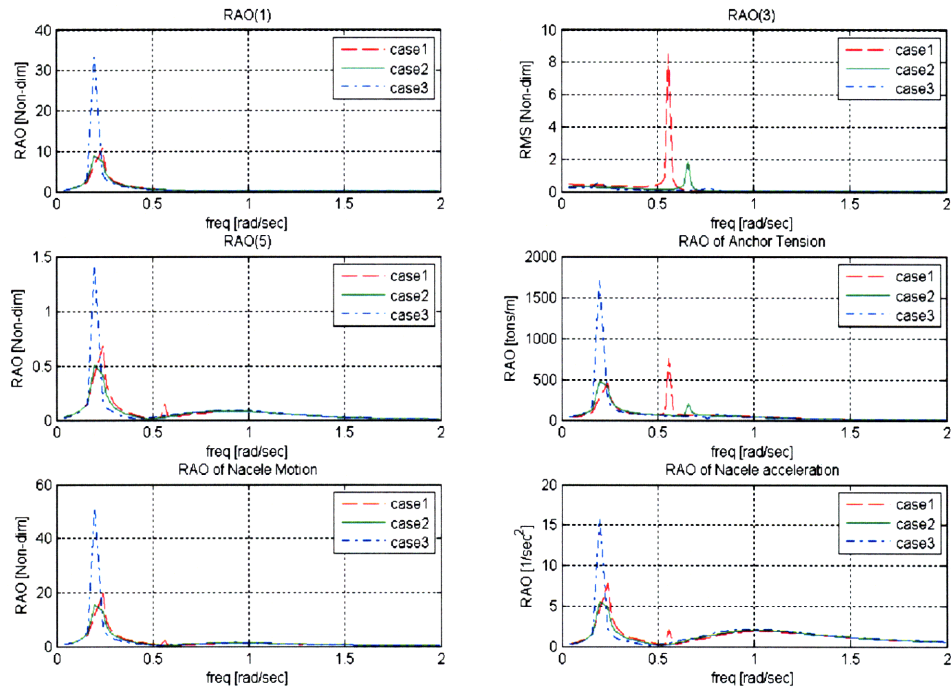 RAO(1)
RAO [Non-dim]
40
30
20
10
0
0
0.5
1
1.5
2
freq [rad/sec]
case1
case2
case3
RAO(3)
RMS [Non-dim]
10
8
6
4
2
0
0
0.5
1
1.5
2
freq [rad/sec]
case1
case2
case3
RAO(5)
RAO [Non-dim]
1.5
1
0.5
0
0
0.5
1
1.5
2
freq [rad/sec]
case1
case2
case3
RAO of Anchor Tension
RAO [tons/m]
2000
1500
1000
500
0
0
0.5
1
1.5
2
freq [rad/sec]
case1
case2
case3
RAO of Nacele Motion
RAO [Non-dim]
60
40
20
0
0
0.5
1
1.5
2
freq [rad/sec]
case1
case2
case3
RAO of Nacele acceleration
RAO [1/sec²]
20
15
10
5
0
0
0.5
1
1.5
2
freq [rad/sec]
case1
case2
case3